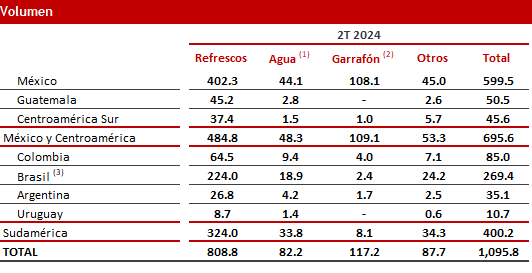 Volumen
2T 2024
Refrescos Agua (1) Garrafón (2) Otros Total
México 402.3 44.1 108.1 45.0 599.5
Guatemala 45.2 2.8 - 2.6 50.5
Centroamérica Sur 37.4 1.5 1.0 5.7 45.6
México y Centroamérica 484.8 48.3 109.1 53.3 695.6
Colombia 64.5 9.4 4.0 7.1 85.0
Brasil (3) 224.0 18.9 2.4 24.2 269.4
Argentina 26.8 4.2 1.7 2.5 35.1
Uruguay 8.7 1.4 - 0.6 10.7
Sudamérica 324.0 33.8 8.1 34.3 400.2
TOTAL 808.8 82.2 117.2 87.7 1,095.8